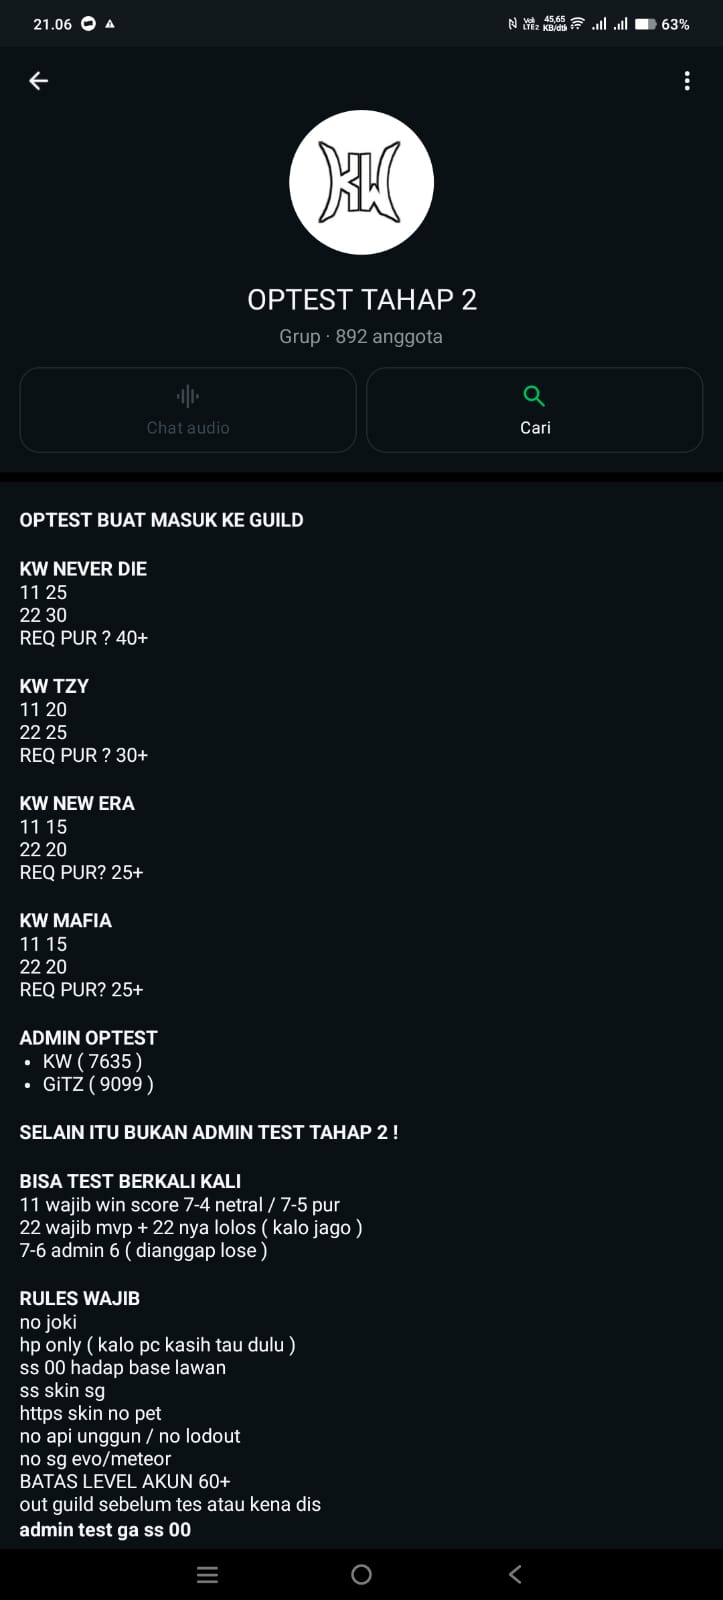 21.06
45,65
KB/dtk
63%
KW
OPTEST TAHAP 2
Grup · 892 anggota
Chat audio
Cari
OPTEST BUAT MASUK KE GUILD
KW NEVER DIE
11 25
22 30
REQ PUR ? 40+
KW TZY
11 20
22 25
REQ PUR ? 30+
KW NEW ERA
11 15
22 20
REQ PUR? 25+
KW MAFIA
11 15
22 20
REQ PUR? 25+
ADMIN OPTEST
• KW ( 7635 )
• GiTZ ( 9099 )
SELAIN ITU BUKAN ADMIN TEST TAHAP 2 !
BISA TEST BERKALI KALI
11 wajib win score 7-4 netral / 7-5 pur
22 wajib mvp + 22 nya lolos ( kalo jago )
7-6 admin 6 ( dianggap lose )
RULES WAJIB
no joki
hp only ( kalo pc kasih tau dulu )
ss 00 hadap base lawan
ss skin sg
https skin no pet
no api unggun / no lodout
no sg evo/meteor
BATAS LEVEL AKUN 60+
out guild sebelum tes atau kena dis
admin test ga ss 00